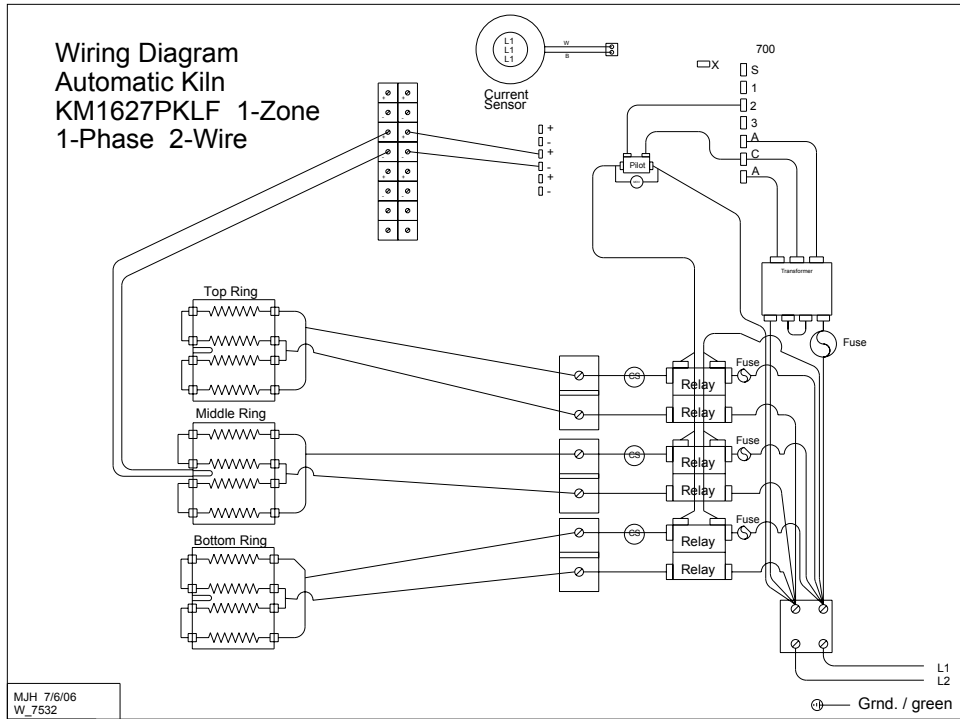 Wiring Diagram
Automatic Kiln
KM1627PKLF 1-Zone
1-Phase 2-Wire
L1
L1
L1
W
B
Current
Sensor
700
X
S
1
2
3
A
C
A
+
-
+
-
+
-
+
-
+
-
+
-
+
-
+
-
+
-
Pilot
Transformer
Fuse
Top Ring
Middle Ring
Bottom Ring
CS
Relay
Fuse
Relay
CS
Relay
Fuse
Relay
CS
Relay
Fuse
Relay
L1
L2
Grnd. / green
MJH 7/6/06
W_7532